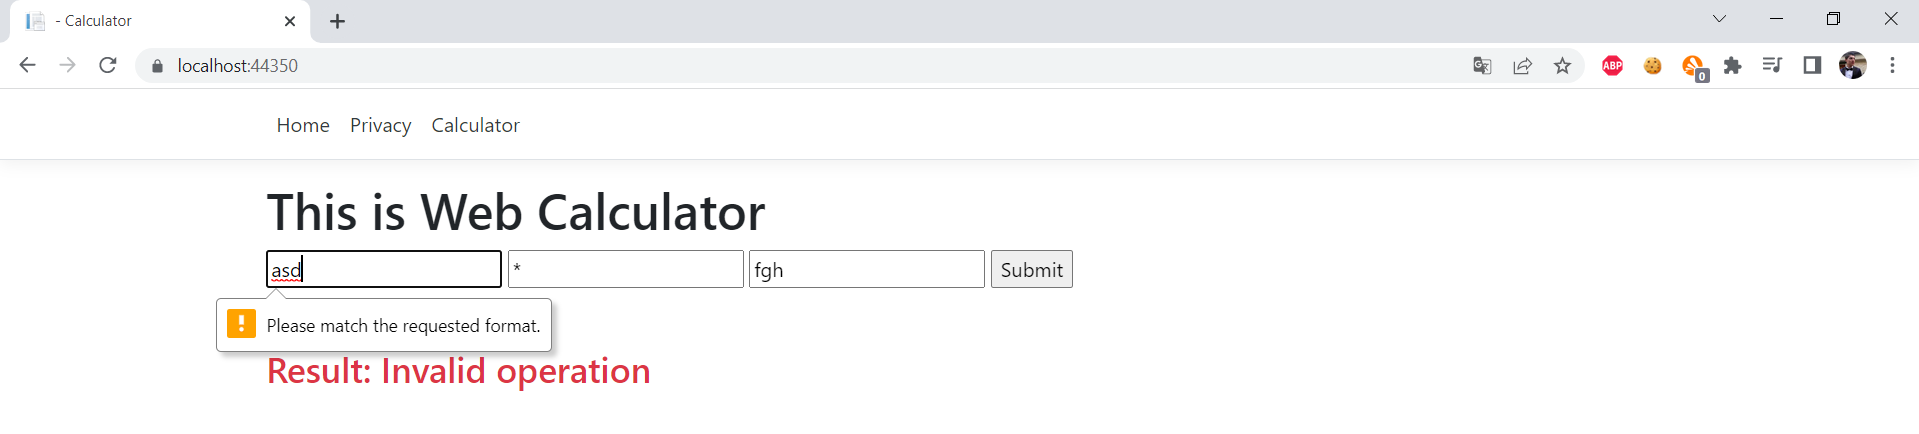 - Calculator
localhost:44350
ABP
0
Home Privacy Calculator
This is Web Calculator
asd * fgh Submit
Please match the requested format.
Result: Invalid operation